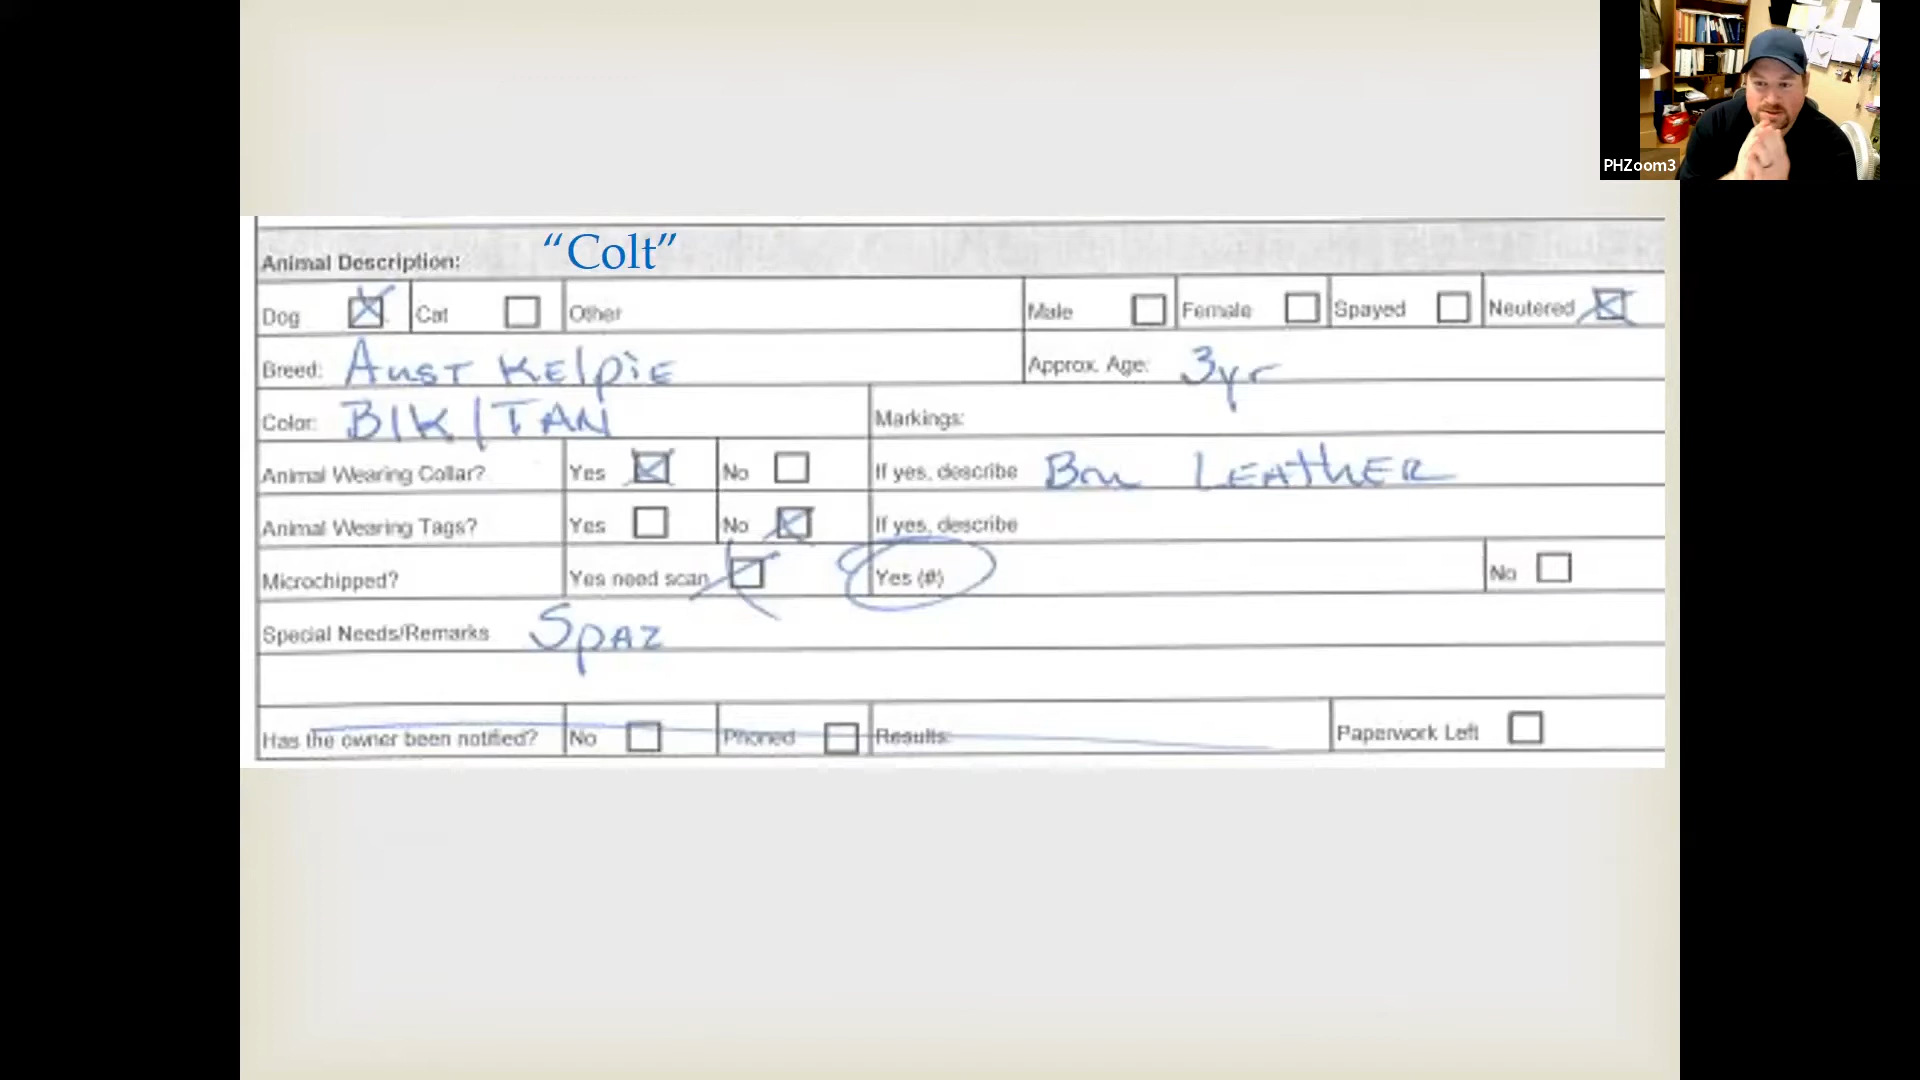 PHZoom3
“Colt”
Animal Description:
Dog Cat Other Male Female Spayed Neutered
Breed: Aust Kelpie Approx. Age: 3yr
Color: Blk/TAN Markings:
Animal Wearing Collar? Yes No If yes, describe Brn LEATHER
Animal Wearing Tags? Yes No If yes, describe
Microchipped? Yes need scan Yes (#) No
Special Needs/Remarks Spaz
Has the owner been notified? No Phoned Results: Paperwork Left